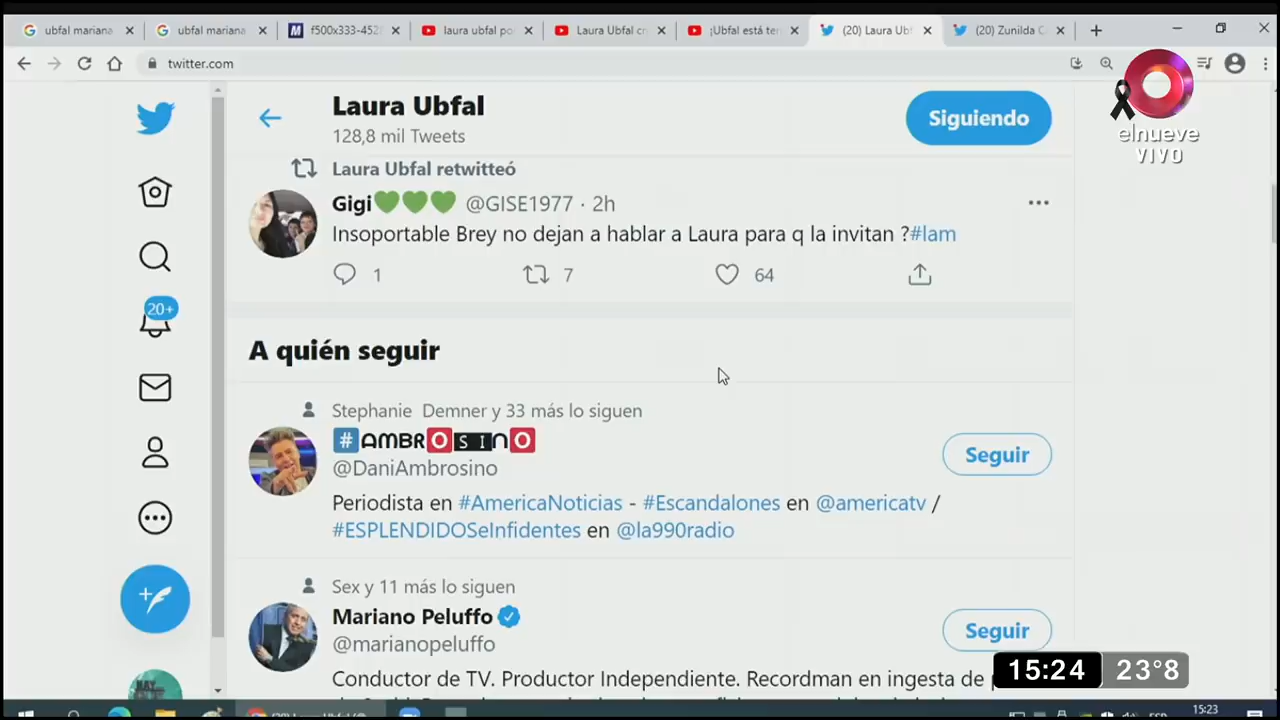 ubfal mariana
ubfal mariana
f500x333-452
laura ubfal po
Laura Ubfal cr
¡Ubfal está ter
(20) Laura Ubf
(20) Zunilda C
twitter.com
elnueve
VIVO
Laura Ubfal
128,8 mil Tweets
Siguiendo
Laura Ubfal retwitteó
Gigi💚💚💚 @GISE1977 · 2h
Insoportable Brey no dejan a hablar a Laura para q la invitan ?#lam
1 7 64
20+
A quién seguir
Stephanie Demner y 33 más lo siguen
#AMBROSINO
@DaniAmbrosino
Seguir
Periodista en #AmericaNoticias - #Escandalones en @americatv /
#ESPLENDIDOSeInfidentes en @la990radio
Sex y 11 más lo siguen
Mariano Peluffo
@marianopeluffo
Seguir
Conductor de TV. Productor Independiente. Recordman en ingesta de
15:24 23°8
15:23